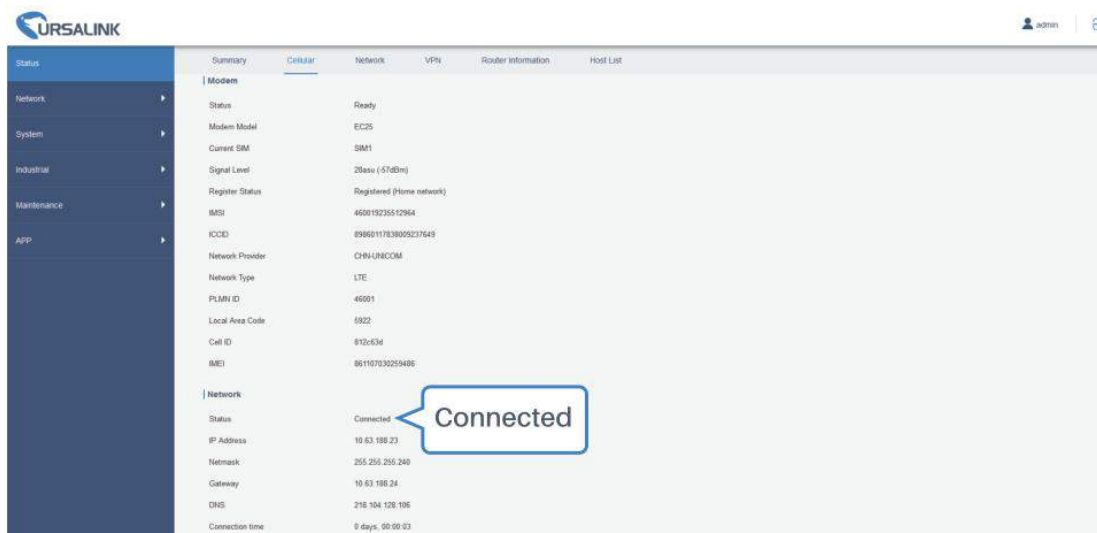 URSALINK
admin
Status
Network
System
Industrial
Maintenance
APP
Summary Cellular Network VPN Router Information Host List
Modem
Status Ready
Modem Model EC25
Current SIM SIM1
Signal Level 28asu (-57dBm)
Register Status Registered (Home network)
IMSI 460019235512964
ICCID 89860117838009237649
Network Provider CHN-UNICOM
Network Type LTE
PLMN ID 46001
Local Area Code 5922
Cell ID 812c63d
IMEI 861107030259486
Network
Status Connected
Connected
IP Address 10.63.188.23
Netmask 255.255.255.240
Gateway 10.63.188.24
DNS 218.104.128.106
Connection time 0 days, 00:00:03